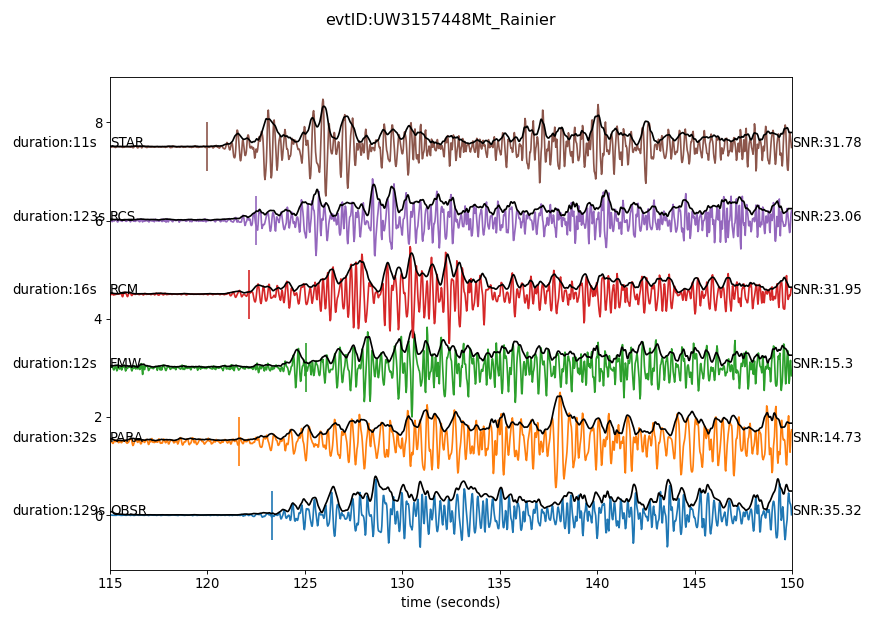 evtID:UW3157448Mt_Rainier
8
duration:11s STAR SNR:31.78
duration:123s RCS SNR:23.06
6
duration:16s RCM SNR:31.95
4
duration:12s FMW SNR:15.3
2
duration:32s PARA SNR:14.73
duration:129s OBSR SNR:35.32
0
115 120 125 130 135 140 145 150
time (seconds)